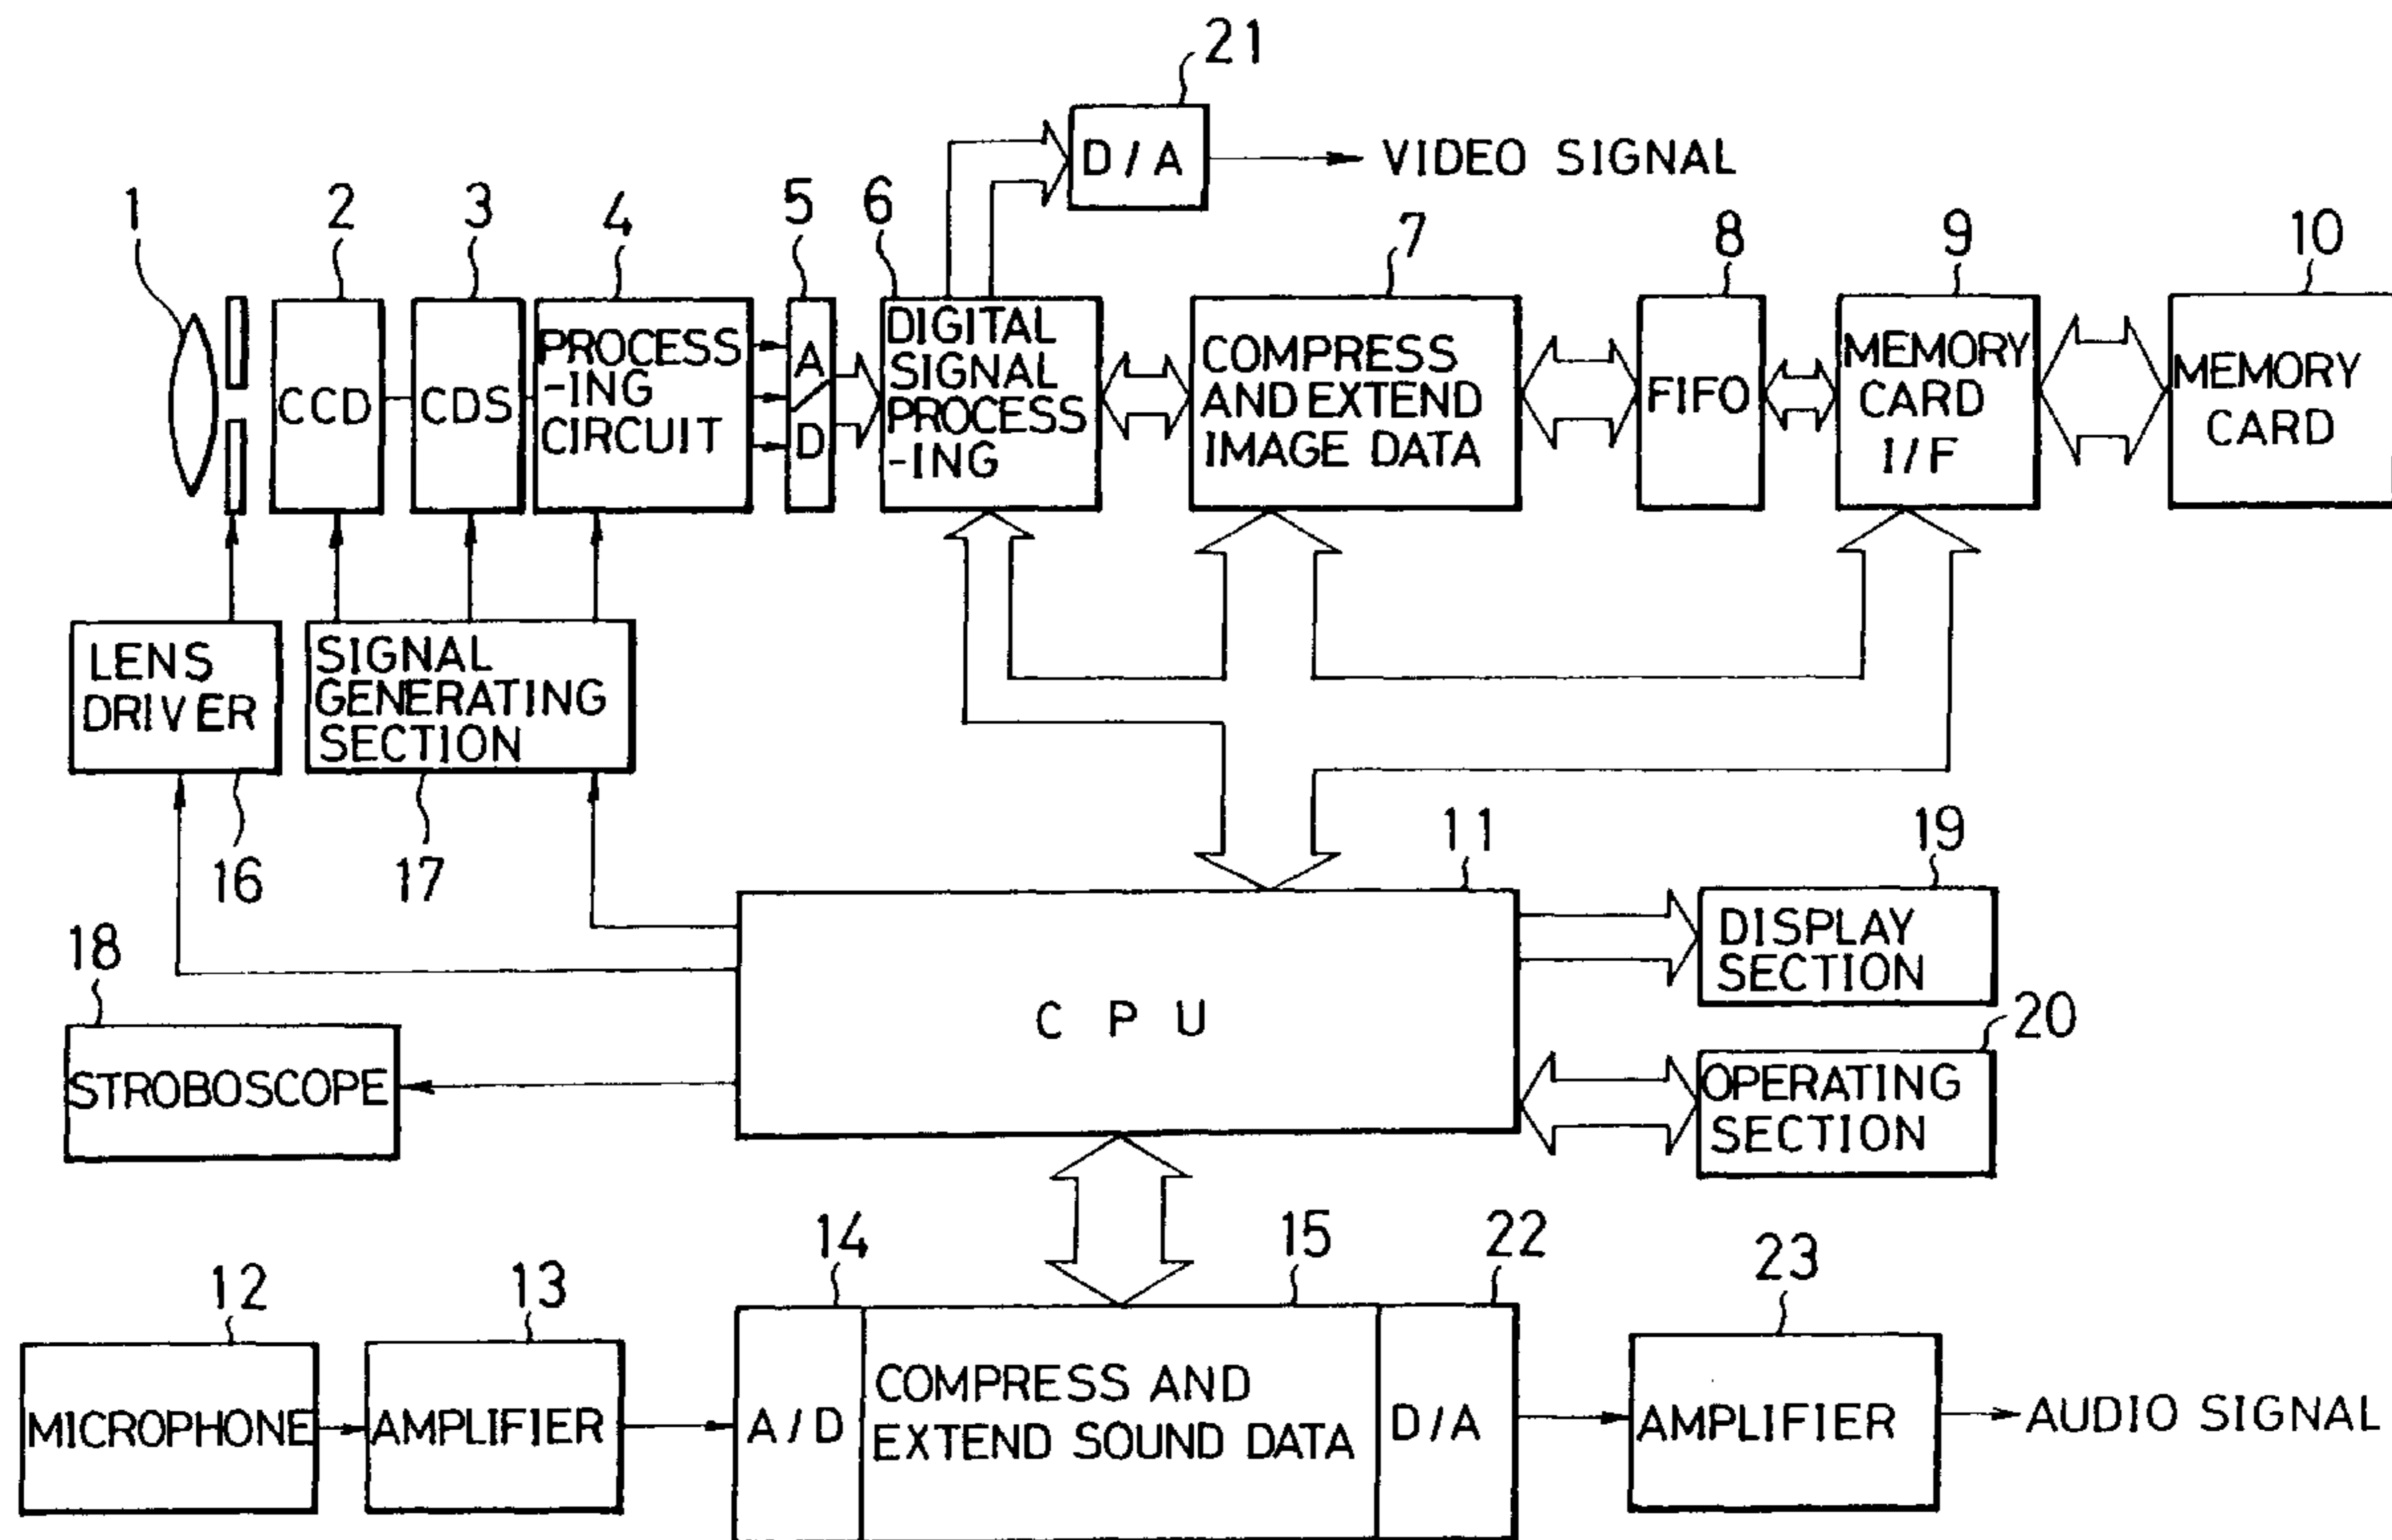 21
D/A
VIDEO SIGNAL
1
2
3
4
5
6
7
8
9
10
CCD
CDS
PROCESS
-ING
CIRCUIT
A/D
DIGITAL
SIGNAL
PROCESS
-ING
COMPRESS
AND EXTEND
IMAGE DATA
FIFO
MEMORY
CARD
I/F
MEMORY
CARD
LENS
DRIVER
SIGNAL
GENERATING
SECTION
16
17
11
19
18
C P U
DISPLAY
SECTION
20
STROBOSCOPE
OPERATING
SECTION
12
13
14
15
22
23
MICROPHONE
AMPLIFIER
A/D
COMPRESS AND
EXTEND SOUND DATA
D/A
AMPLIFIER
AUDIO SIGNAL